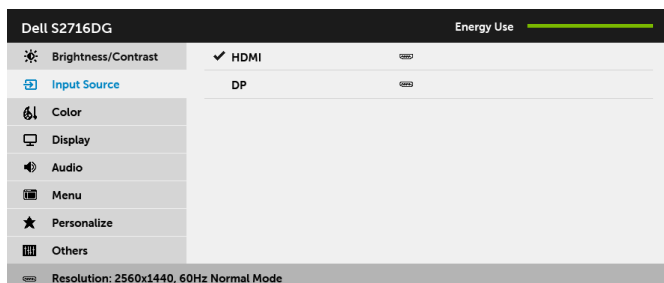 Dell S2716DG Energy Use
Brightness/Contrast HDMI
Input Source DP
Color
Display
Audio
Menu
Personalize
Others
Resolution: 2560x1440, 60Hz Normal Mode